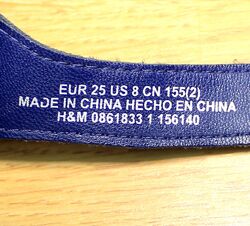 EUR 25 US 8 CN 155(2)
MADE IN CHINA HECHO EN CHINA
H&M 0861833 1 156140